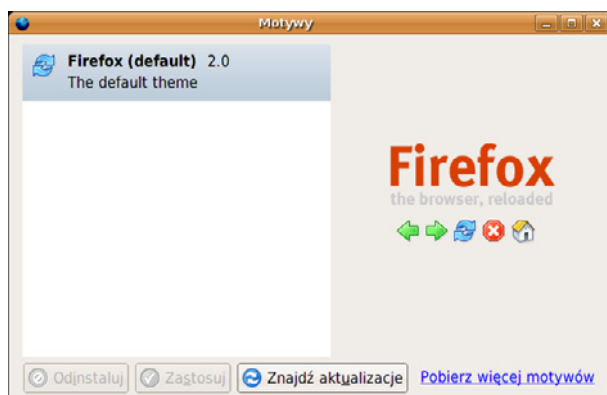 Motywy
Firefox (default) 2.0
The default theme
Firefox
the browser, reloaded
Odinstaluj Zastosuj Znajdź aktualizacje Pobierz więcej motywów